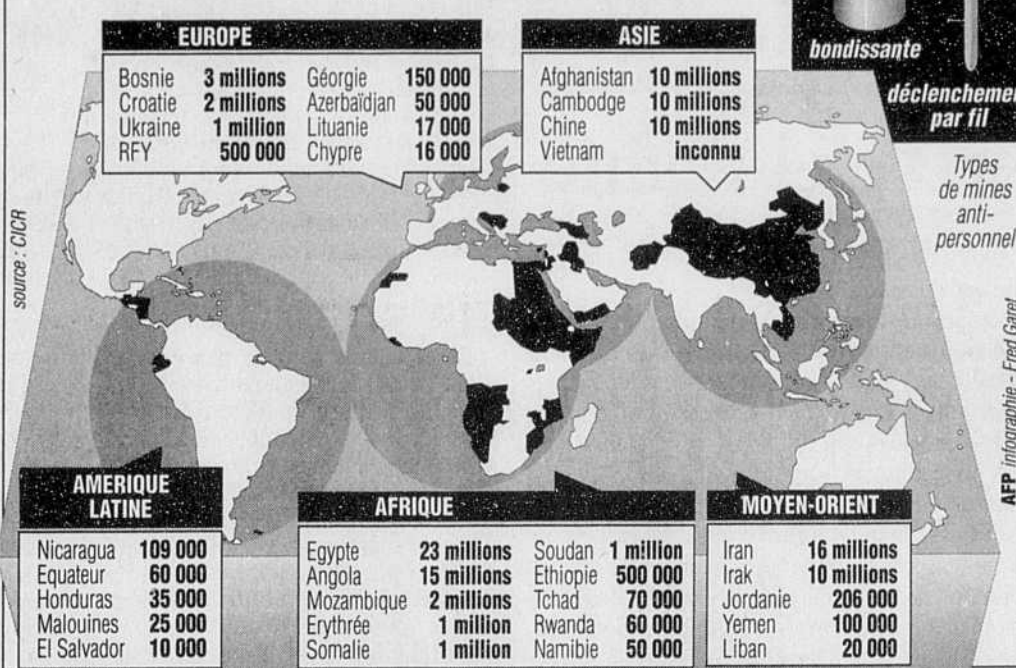 bondissante
déclenchemen
par fil
Types
de mines
anti-
personnel
EUROPE
Bosnie 3 millions Géorgie 150 000
Croatie 2 millions Azerbaïdjan 50 000
Ukraine 1 million Lituanie 17 000
RFY 500 000 Chypre 16 000
ASIE
Afghanistan 10 millions
Cambodge 10 millions
Chine 10 millions
Vietnam inconnu
source : CICR
AFP infographie - Fred Garet
AMERIQUE
LATINE
Nicaragua 109 000
Equateur 60 000
Honduras 35 000
Malouines 25 000
El Salvador 10 000
AFRIQUE
Egypte 23 millions Soudan 1 million
Angola 15 millions Ethiopie 500 000
Mozambique 2 millions Tchad 70 000
Erythrée 1 million Rwanda 60 000
Somalie 1 million Namibie 50 000
MOYEN-ORIENT
Iran 16 millions
Irak 10 millions
Jordanie 206 000
Yemen 100 000
Liban 20 000